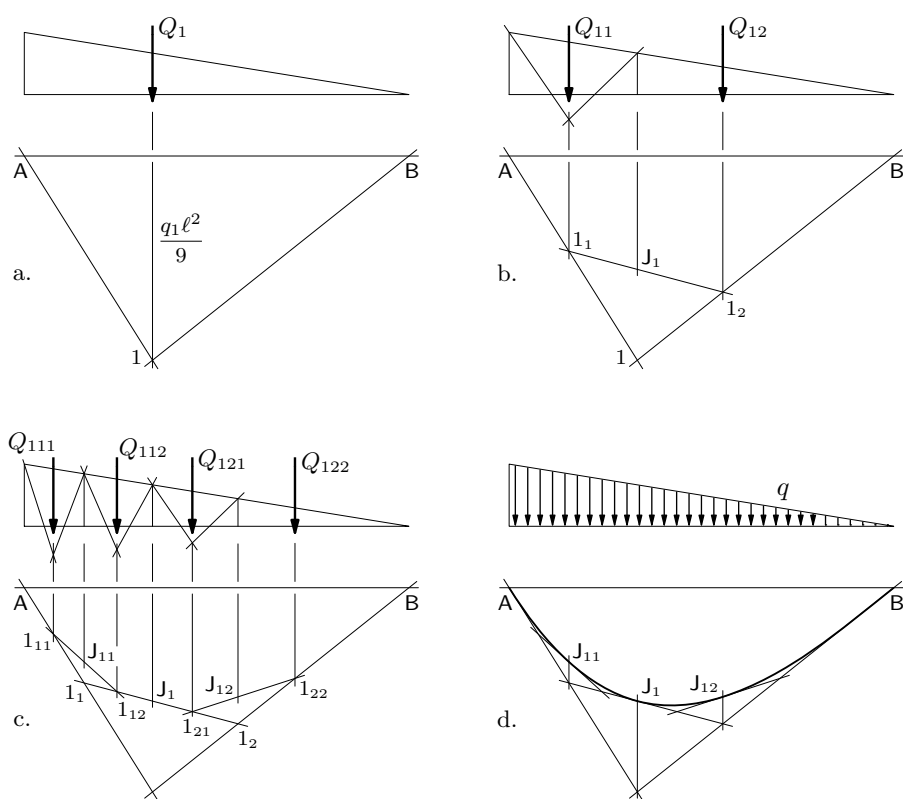 Q₁
A
B
q₁ℓ²
9
1
a.
Q₁₁
Q₁₂
A
B
1₁
J₁
1₂
1
b.
Q₁₁₁
Q₁₁₂
Q₁₂₁
Q₁₂₂
A
B
1₁₁
J₁₁
1₁
1₁₂
J₁
J₁₂
1₂₁
1₂
1₂₂
c.
q
A
B
J₁₁
J₁
J₁₂
d.